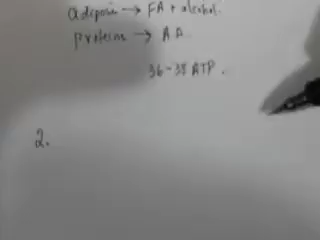 adipose → FA + alcohol.
proteins → AA
36-38 ATP.
2.